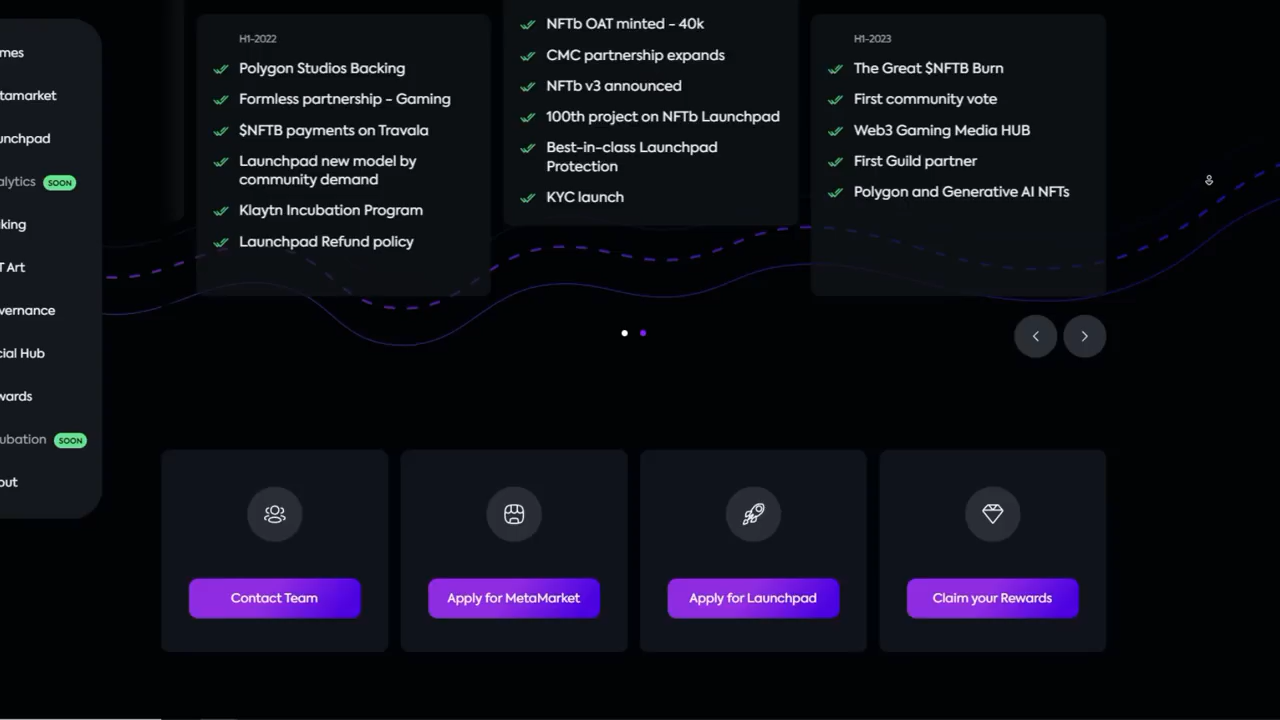 mes
tamarket
unchpad
alytics SOON
king
T Art
vernance
cial Hub
wards
ubation SOON
out
H1-2022
Polygon Studios Backing
Formless partnership - Gaming
$NFTB payments on Travala
Launchpad new model by
community demand
Klaytn Incubation Program
Launchpad Refund policy
NFTb OAT minted - 40k
CMC partnership expands
NFTb v3 announced
100th project on NFTb Launchpad
Best-in-class Launchpad
Protection
KYC launch
H1-2023
The Great $NFTB Burn
First community vote
Web3 Gaming Media HUB
First Guild partner
Polygon and Generative AI NFTs
Contact Team
Apply for MetaMarket
Apply for Launchpad
Claim your Rewards